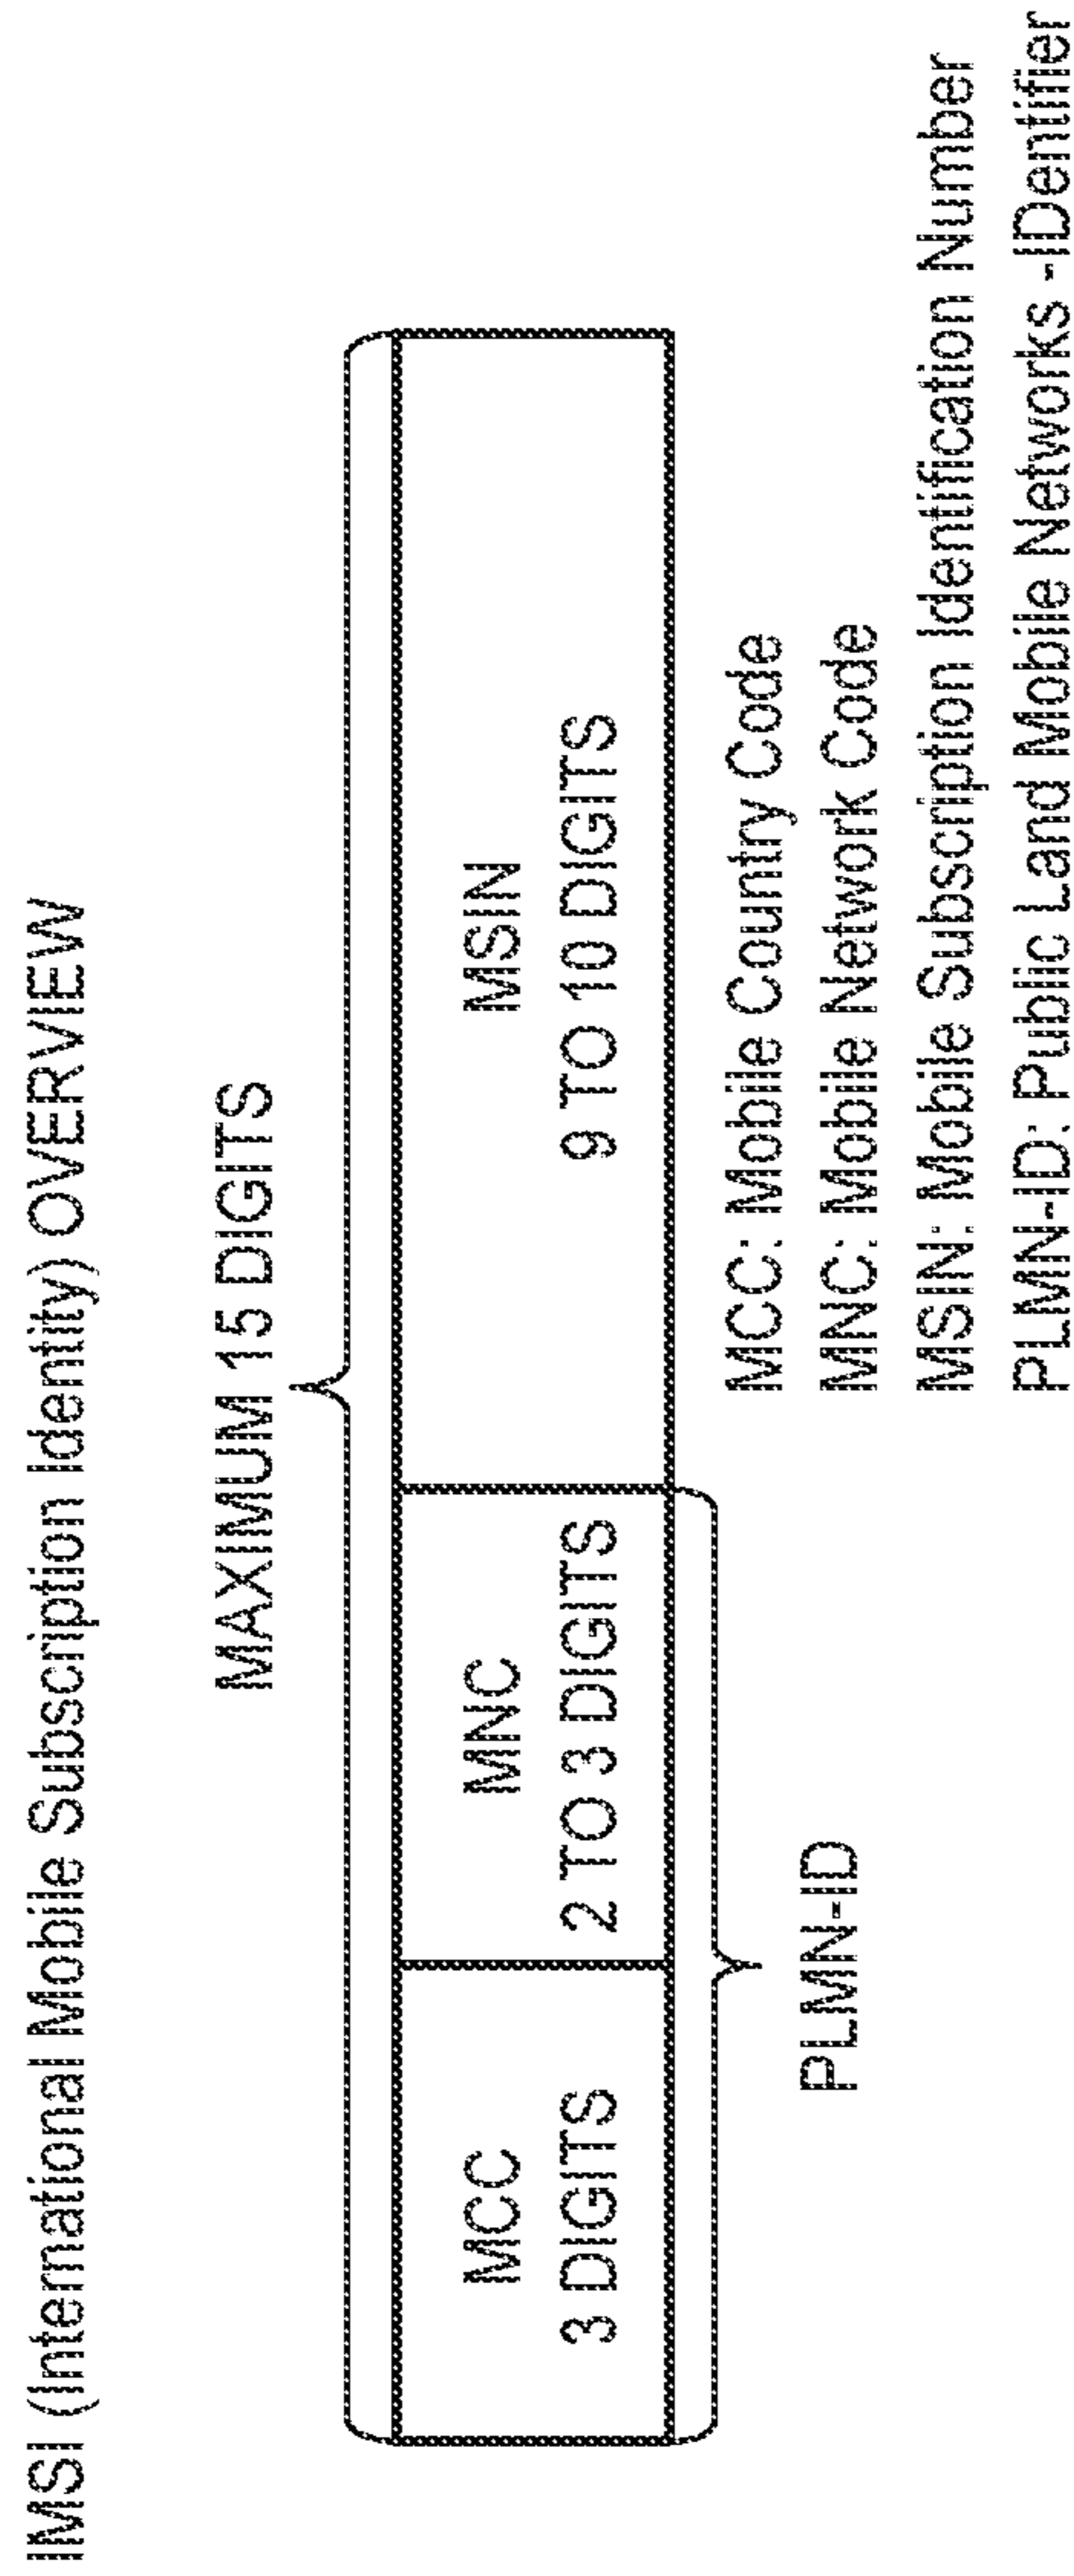 IMSI (International Mobile Subscription Identity) OVERVIEW
MAXIMUM 15 DIGITS
MCC
3 DIGITS
MNC
2 TO 3 DIGITS
MSIN
9 TO 10 DIGITS
PLMN-ID
MCC: Mobile Country Code
MNC: Mobile Network Code
MSIN: Mobile Subscription Identification Number
PLMN-ID: Public Land Mobile Networks -IDentifier